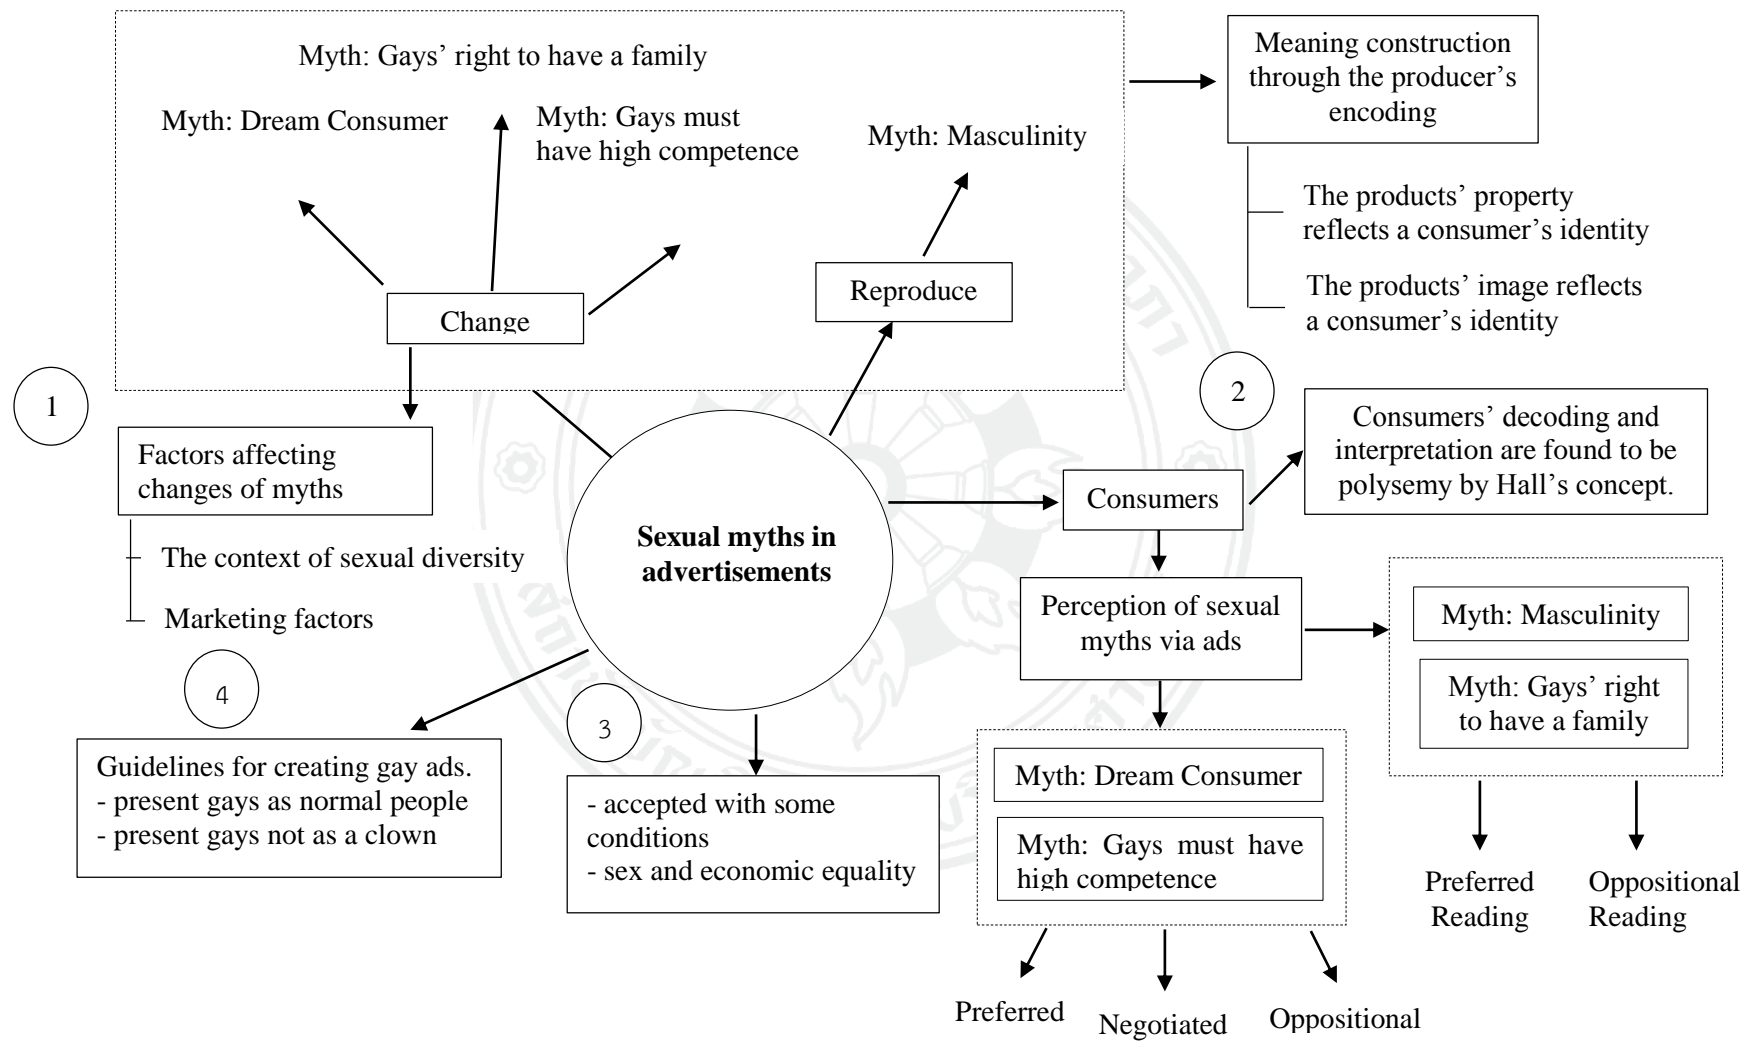 Myth: Gays’ right to have a family
Myth: Dream Consumer
Myth: Gays must
have high competence
Myth: Masculinity
Change
Reproduce
Meaning construction
through the producer’s
encoding
The products’ property
reflects a consumer’s identity
The products’ image reflects
a consumer’s identity
1
Factors affecting
changes of myths
The context of sexual diversity
Marketing factors
Sexual myths in
advertisements
2
Consumers
Consumers’ decoding and
interpretation are found to be
polysemy by Hall’s concept.
Perception of sexual
myths via ads
Myth: Masculinity
Myth: Gays’ right
to have a family
Preferred
Reading
Oppositional
Reading
Myth: Dream Consumer
Myth: Gays must have
high competence
Preferred
Negotiated
Oppositional
3
- accepted with some
conditions
- sex and economic equality
4
Guidelines for creating gay ads.
- present gays as normal people
- present gays not as a clown